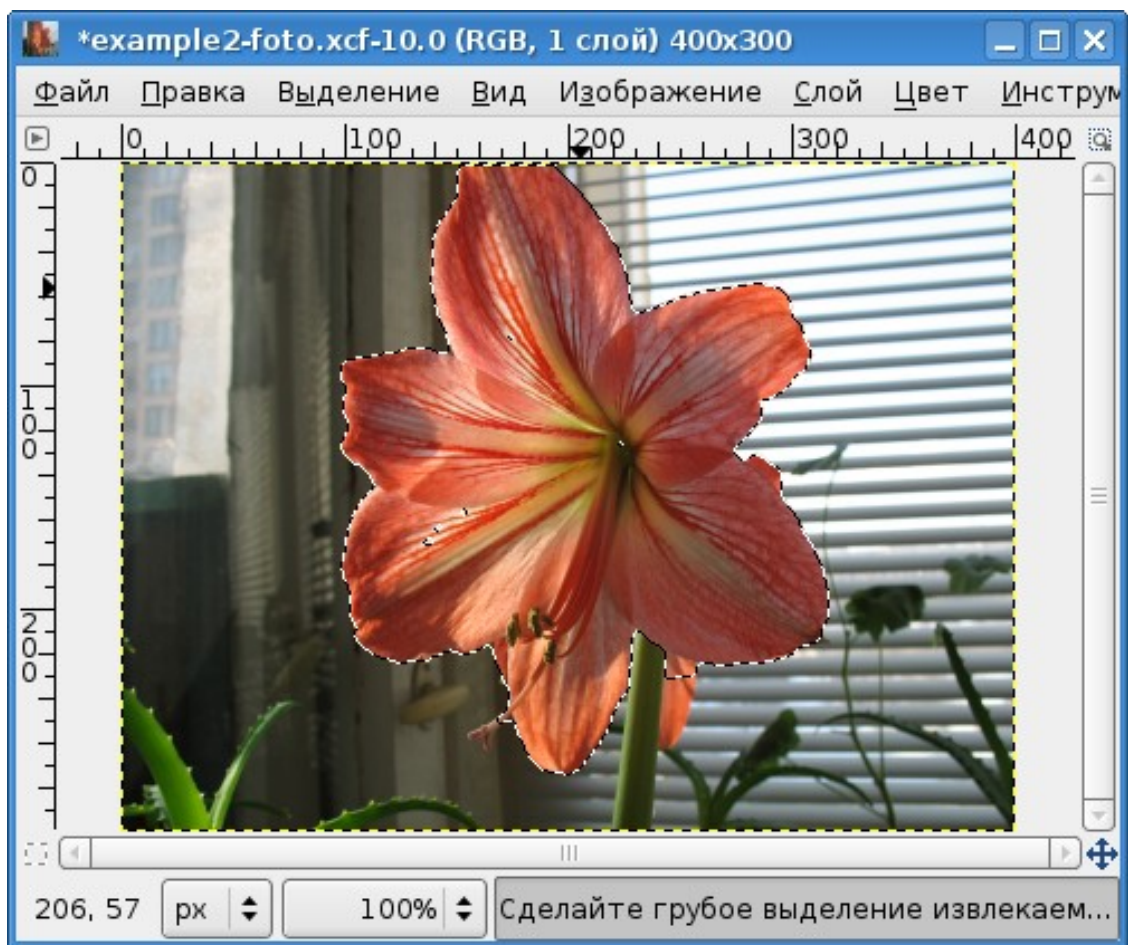 *example2-foto.xcf-10.0 (RGB, 1 слой) 400x300
Файл Правка Выделение Вид Изображение Слой Цвет Инструм
0 100 200 300 400
0
100
200
206, 57 px 100% Сделайте грубое выделение извлекаем...